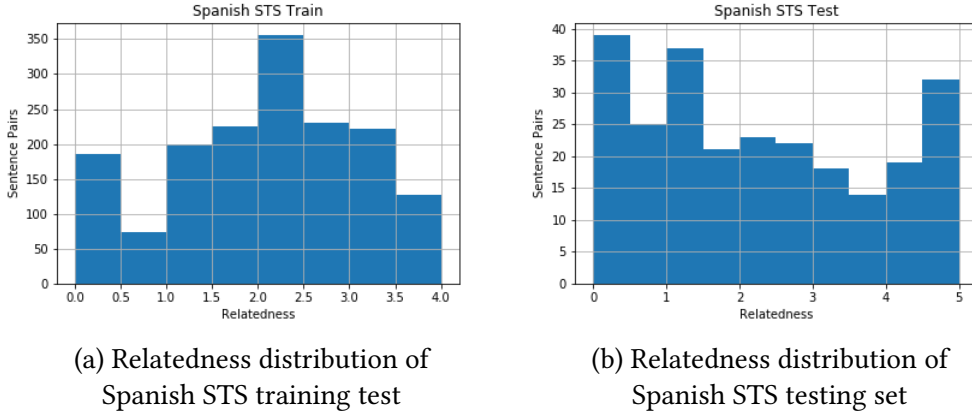 Spanish STS Train
350
300
250
200
150
100
50
0
Sentence Pairs
0.0 0.5 1.0 1.5 2.0 2.5 3.0 3.5 4.0
Relatedness
(a) Relatedness distribution of
Spanish STS training test
Spanish STS Test
40
35
30
25
20
15
10
5
0
Sentence Pairs
0 1 2 3 4 5
Relatedness
(b) Relatedness distribution of
Spanish STS testing set